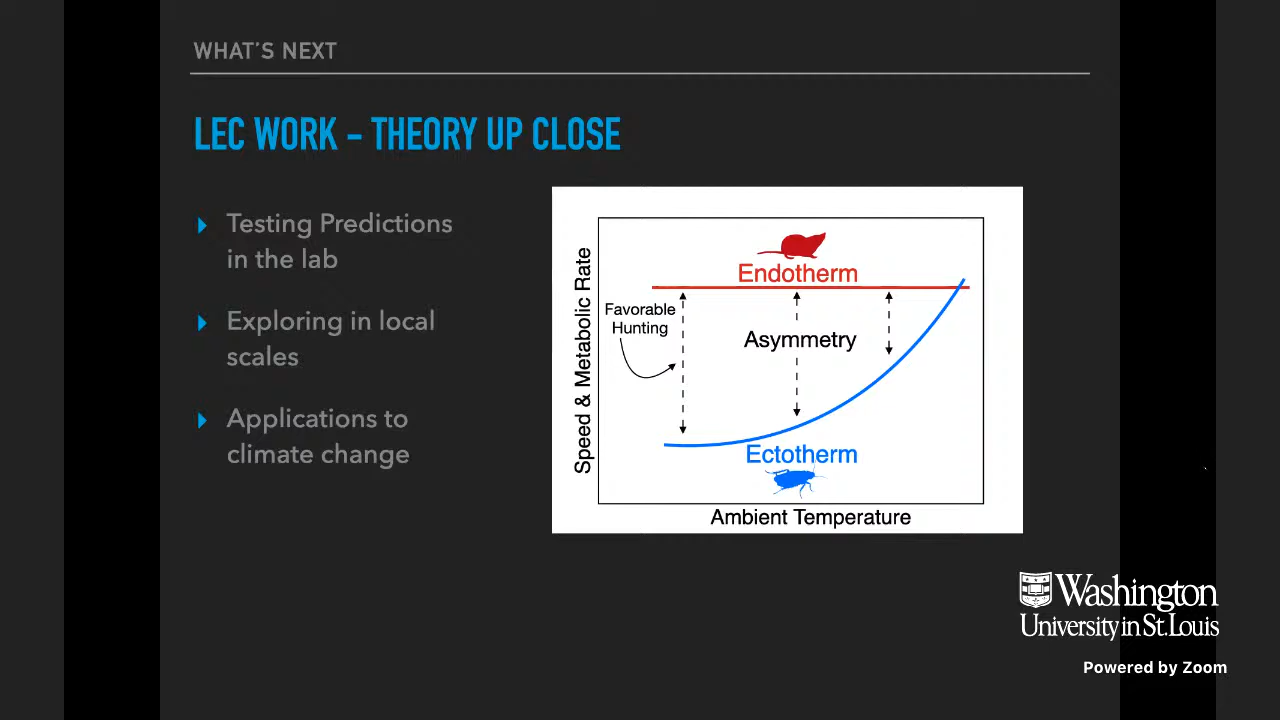 WHAT'S NEXT
LEC WORK – THEORY UP CLOSE
Testing Predictions
in the lab
Exploring in local
scales
Applications to
climate change
Speed & Metabolic Rate
Endotherm
Favorable
Hunting
Asymmetry
Ectotherm
Ambient Temperature
Washington
University in St. Louis
Powered by Zoom